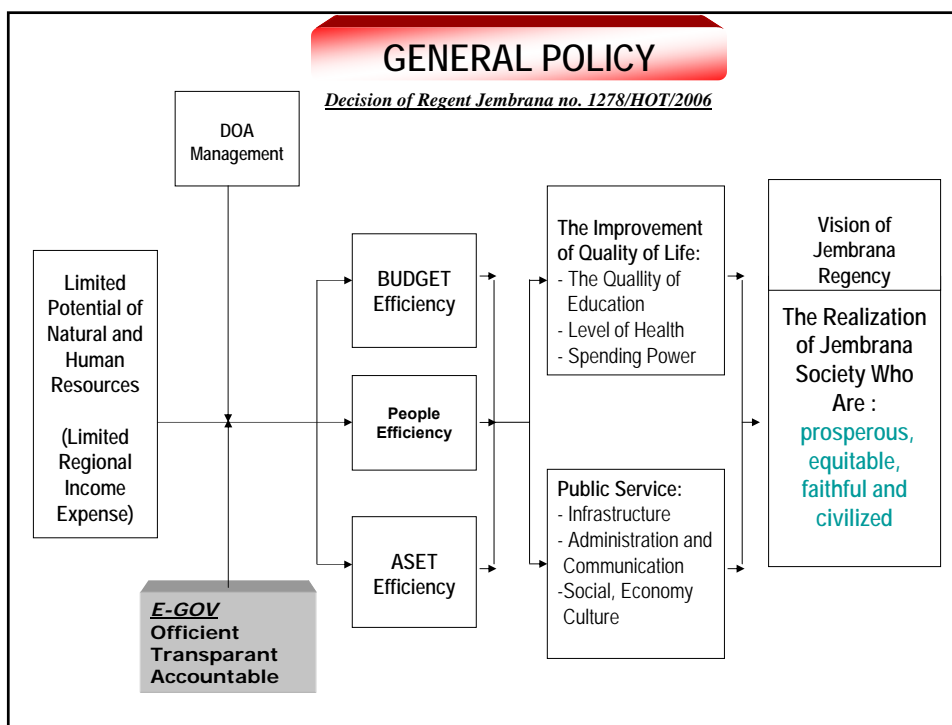 GENERAL POLICY
Decision of Regent Jembrana no. 1278/HOT/2006
DOA
Management
Limited
Potential of
Natural and
Human
Resources
(Limited
Regional
Income
Expense)
E-GOV
Officient
Transparant
Accountable
BUDGET
Efficiency
People
Efficiency
ASET
Efficiency
The Improvement
of Quality of Life:
- The Quallity of
Education
- Level of Health
- Spending Power
Public Service:
- Infrastructure
- Administration and
Communication
-Social, Economy
Culture
Vision of
Jembrana
Regency
The Realization
of Jembrana
Society Who
Are :
prosperous,
equitable,
faithful and
civilized